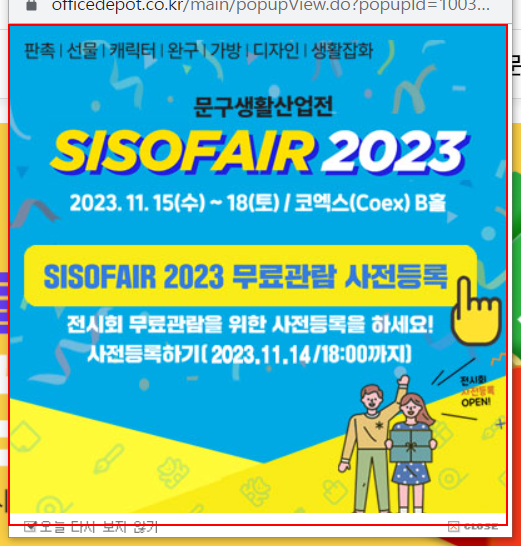 officedepot.co.kr/main/popupView.do?popupId=1003...
판촉 | 선물 | 캐릭터 | 완구 | 가방 | 디자인 | 생활잡화
문구생활산업전
SISOFAIR 2023
2023. 11. 15(수) ~ 18(토) / 코엑스(Coex) B홀
SISOFAIR 2023 무료관람 사전등록
전시회 무료관람을 위한 사전등록을 하세요!
사전등록하기( 2023.11.14 /18:00까지)
전시회
사전등록
OPEN!
오늘 다시 보지 않기
CLOSE